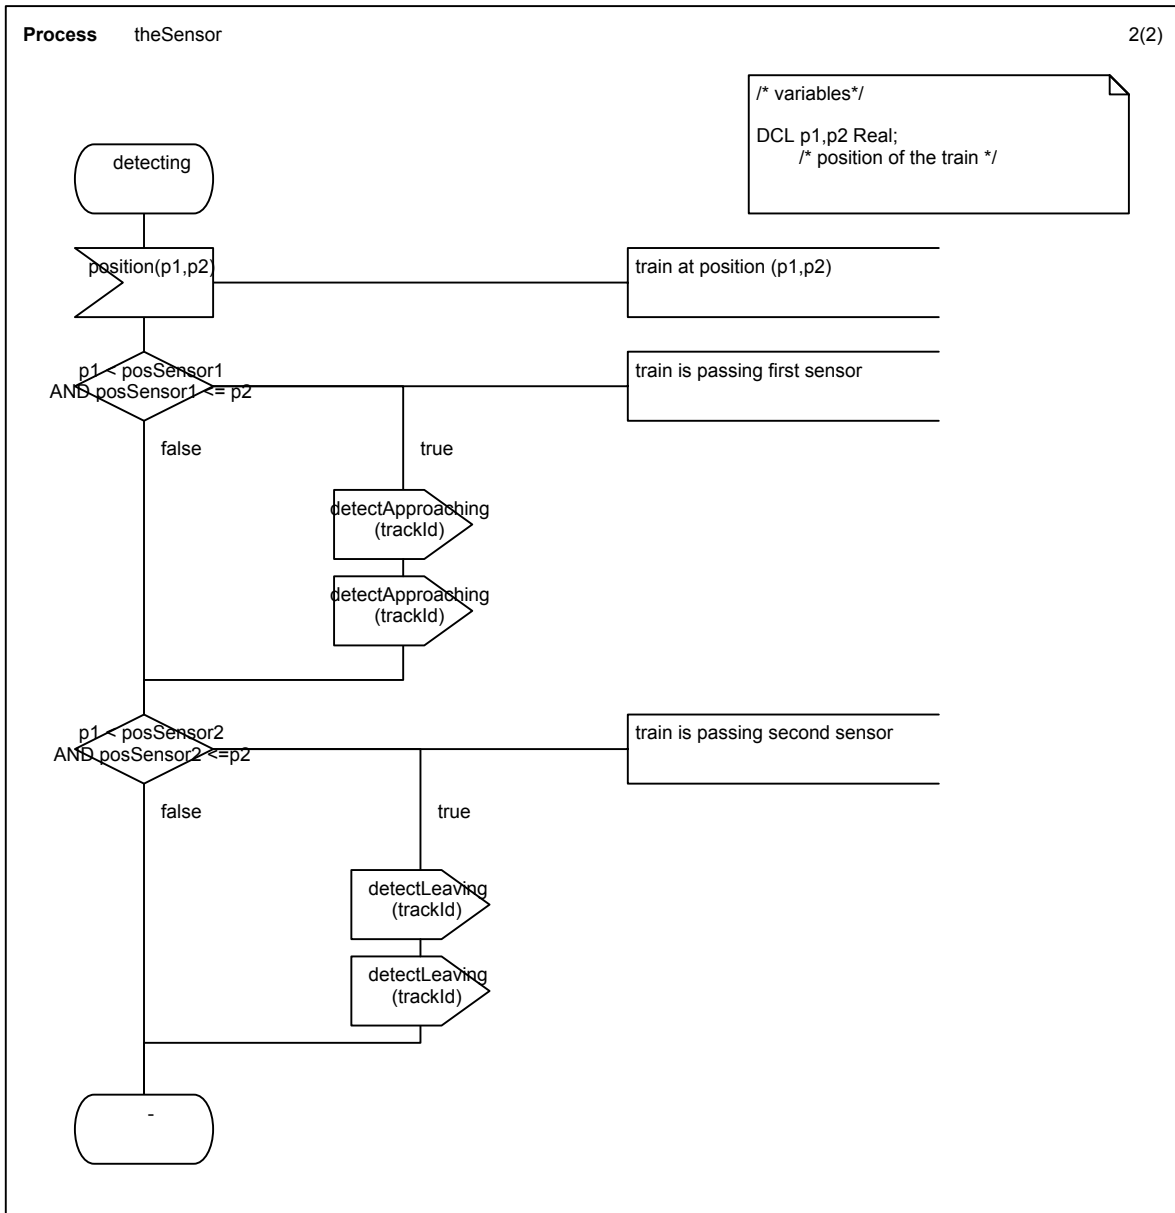 Process theSensor 2(2)
/* variables*/
DCL p1,p2 Real;
/* position of the train */
detecting
position(p1,p2)
train at position (p1,p2)
p1 < posSensor1
AND posSensor1 <= p2
train is passing first sensor
false
true
detectApproaching
(trackId)
detectApproaching
(trackId)
p1 < posSensor2
AND posSensor2 <=p2
train is passing second sensor
false
true
detectLeaving
(trackId)
detectLeaving
(trackId)
-